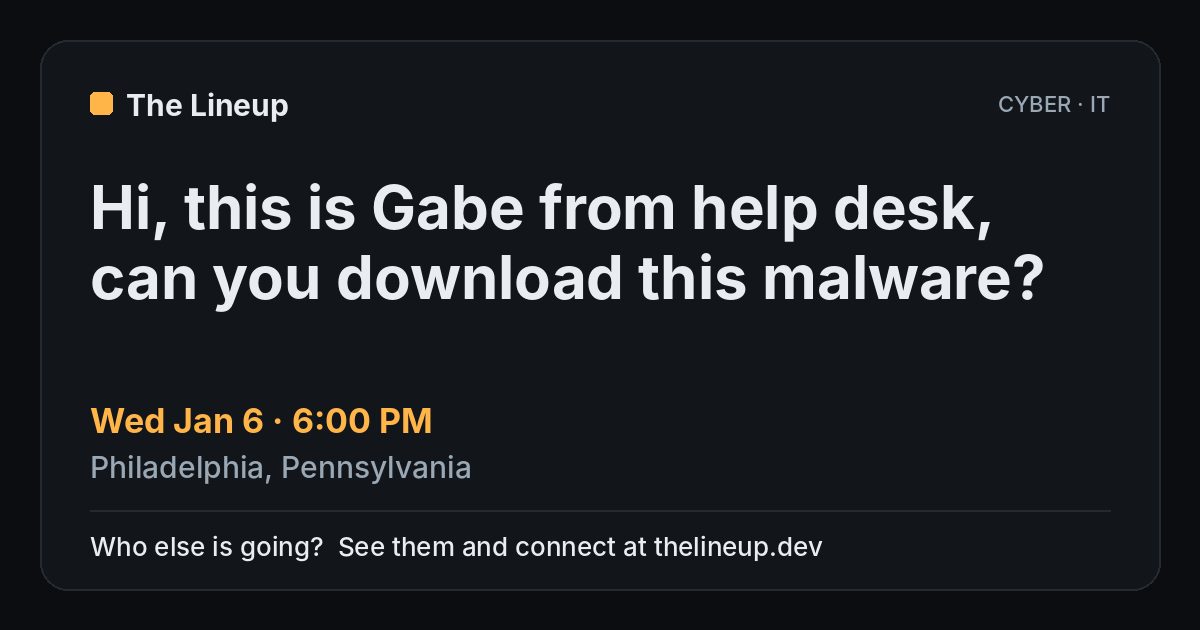 The Lineup
CYBER · IT
Hi, this is Gabe from help desk,
can you download this malware?
Wed Jan 6 · 6:00 PM
Philadelphia, Pennsylvania
Who else is going?  See them and connect at thelineup.dev